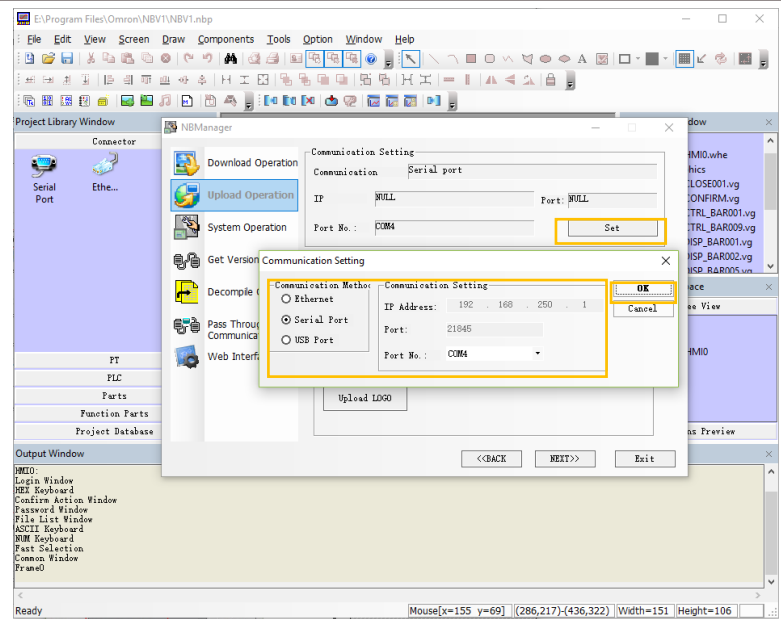 E:\Program Files\Omron\NBV1\NBV1.nbp
File Edit View Screen Draw Components Tools Option Window Help
Project Library Window
Connector
Serial Port
Ethe...
PT
PLC
Parts
Function Parts
Project Database
NBManager
Download Operation
Upload Operation
System Operation
Get Version
Decompile
Pass Throug
Communica
Web Interfa
Communication Setting
Communication Serial port
IP NULL Port: NULL
Port No.: COM4
Set
Communication Setting
Communication Method
Ethernet
Serial Port
USB Port
Communication Setting
IP Address: 192 . 168 . 250 . 1
Port: 21845
Port No.: COM4
OK
Cancel
Upload LOGO
<<BACK NEXT>> Exit
dow
HMI0.whe
hics
LOSE001.vg
ONFIRM.vg
CTRL_BAR001.vg
CTRL_BAR009.vg
DISP_BAR001.vg
DISP_BAR002.vg
DISP_BAR005.vg
ace
ee View
HMI0
ns Preview
Output Window
HMI0:
Login Window
HEX Keyboard
Confirm Action Window
Password Window
File List Window
ASCII Keyboard
NUM Keyboard
Fast Selection
Common Window
Frame0
Ready
Mouse[x=155 y=69] (286,217)-(436,322) Width=151 Height=106